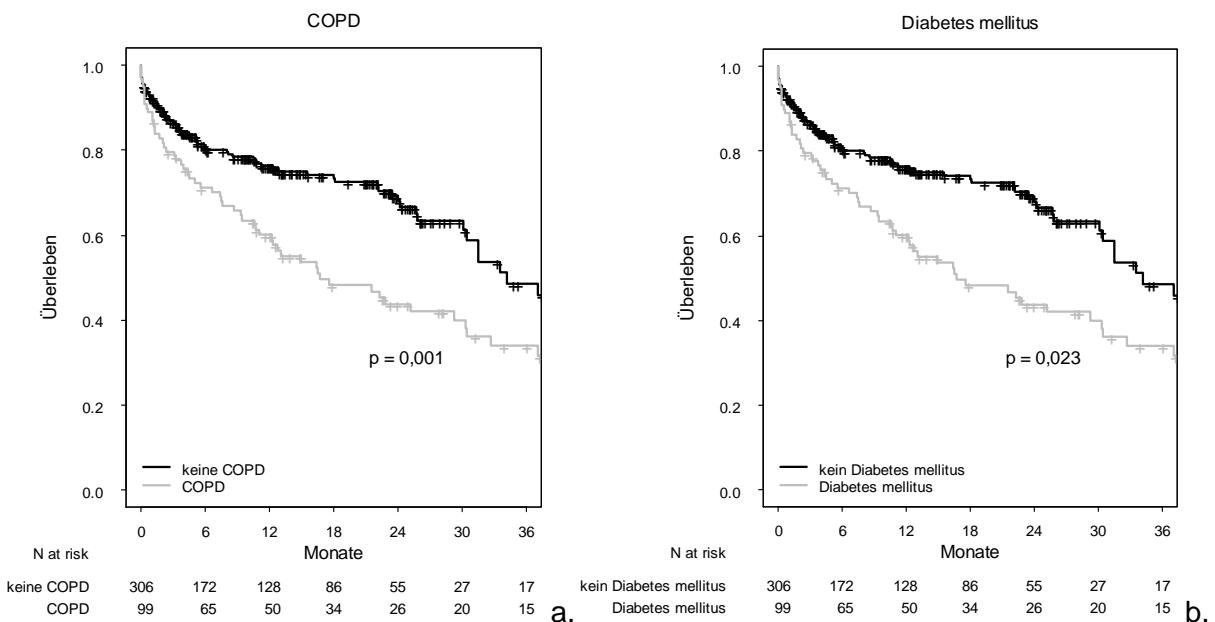 COPD
1.0
0.8
0.6
0.4
0.2
0.0
Überleben
p = 0,001
keine COPD
COPD
0 6 12 18 24 30 36
Monate
N at risk
keine COPD 306 172 128 86 55 27 17
COPD 99 65 50 34 26 20 15
a.
Diabetes mellitus
1.0
0.8
0.6
0.4
0.2
0.0
Überleben
p = 0,023
kein Diabetes mellitus
Diabetes mellitus
0 6 12 18 24 30 36
Monate
N at risk
kein Diabetes mellitus 306 172 128 86 55 27 17
Diabetes mellitus 99 65 50 34 26 20 15
b.